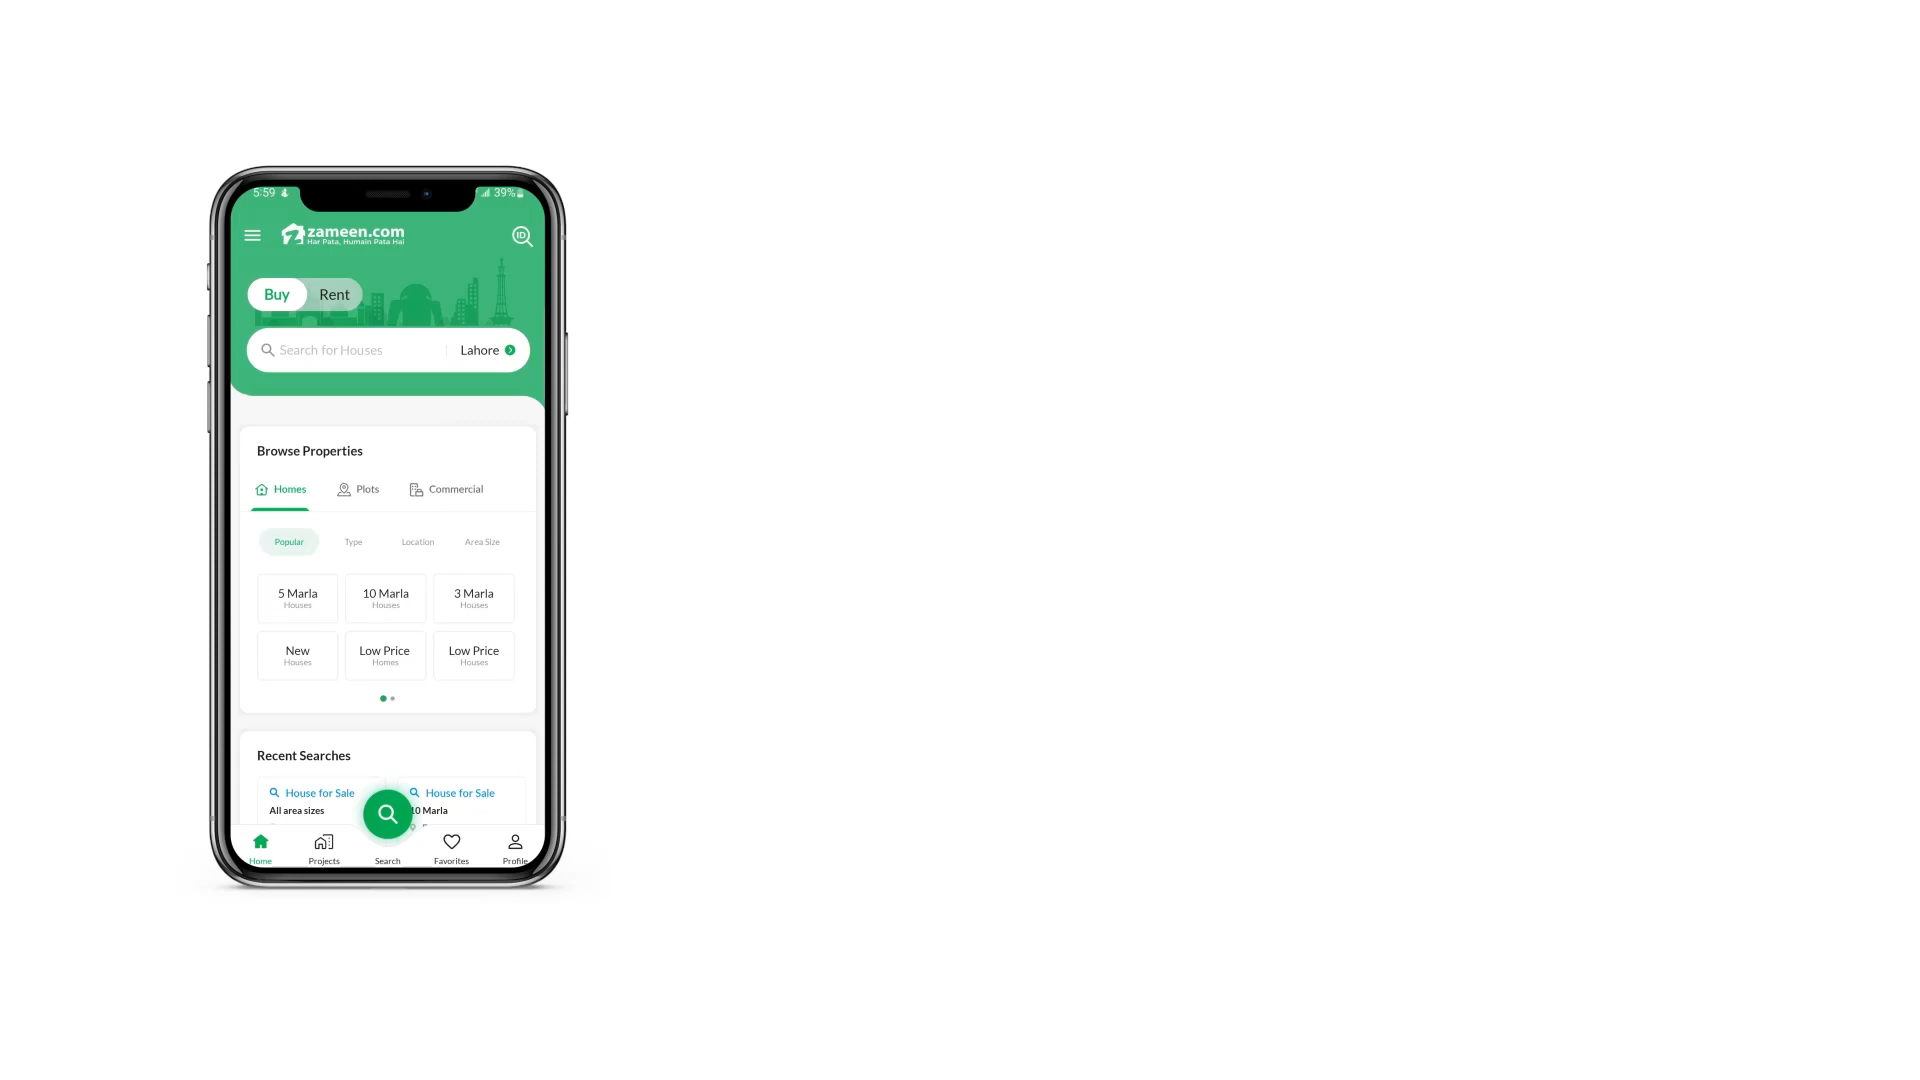 5:59
39%
zameen.com
Har Pata, Humain Pata Hai
ID
Buy Rent
Search for Houses Lahore
Browse Properties
Homes Plots Commercial
Popular Type Location Area Size
5 Marla 10 Marla 3 Marla
Houses Houses Houses
New Low Price Low Price
Houses Homes Houses
Recent Searches
House for Sale House for Sale
All area sizes 10 Marla
Home Projects Search Favorites Profile